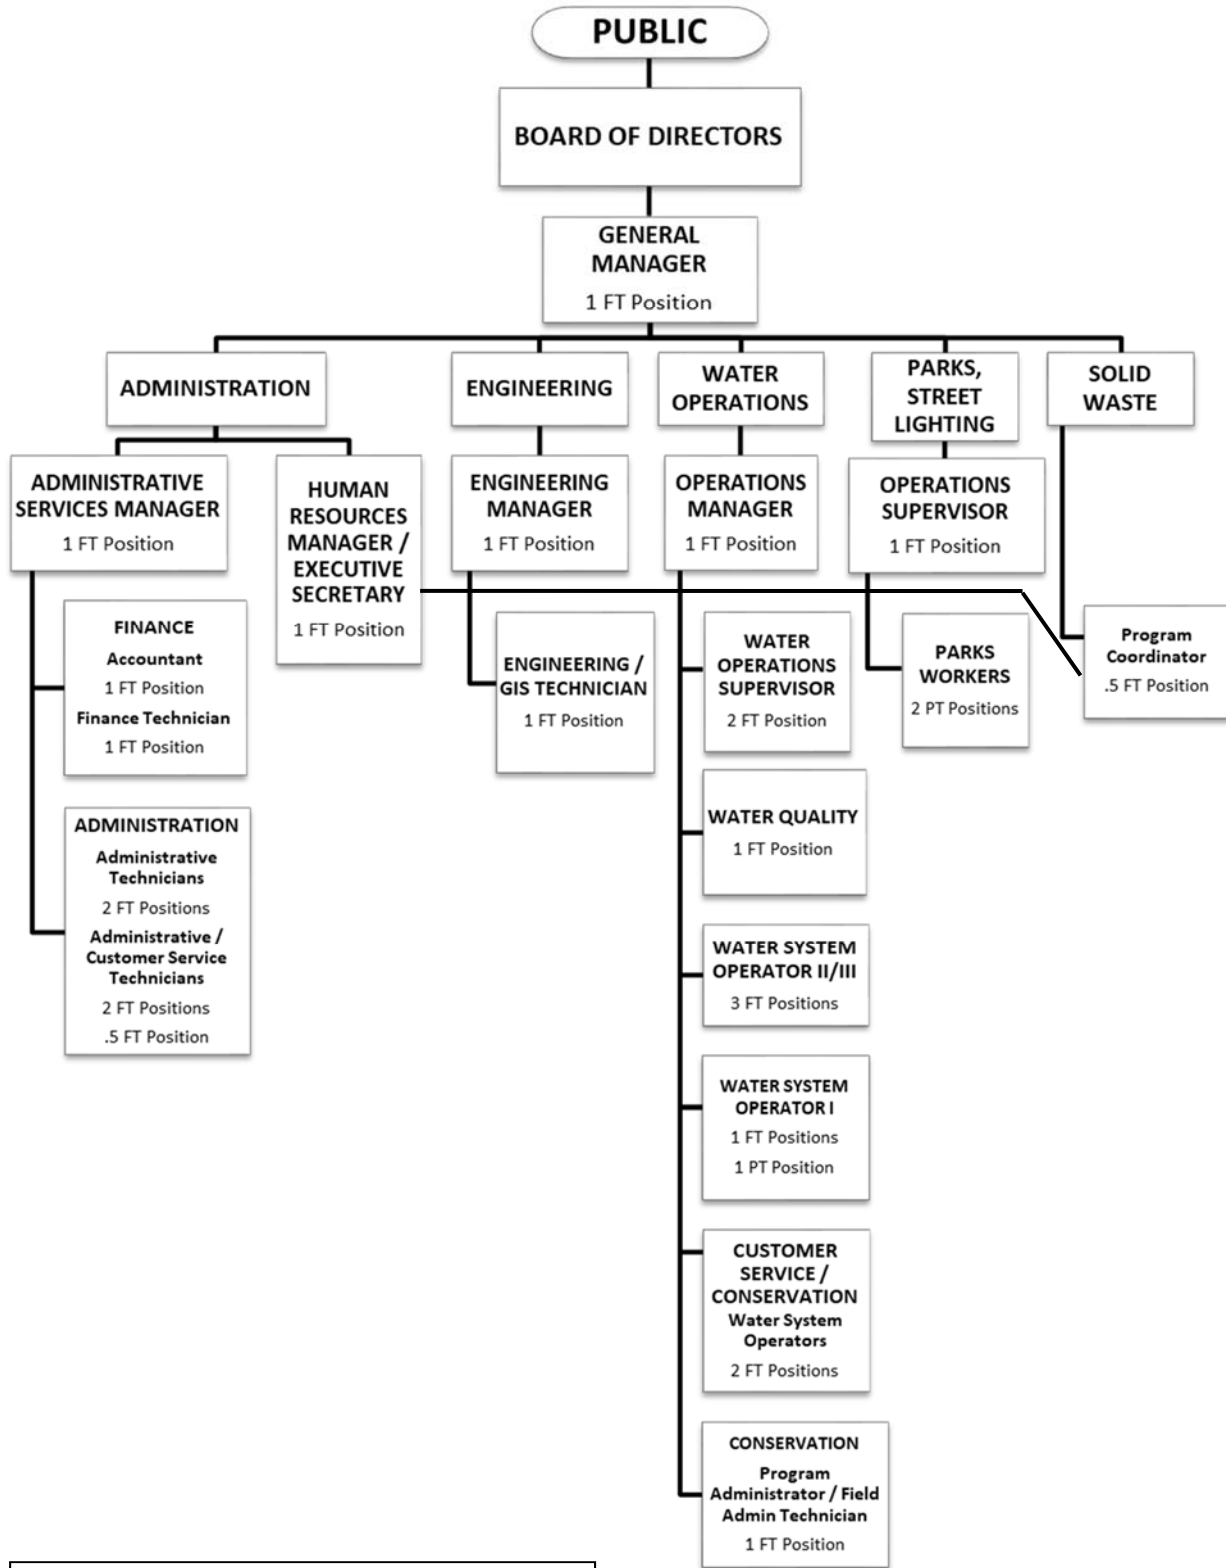 PUBLIC
BOARD OF DIRECTORS
GENERAL
MANAGER
1 FT Position
ADMINISTRATION
ENGINEERING
WATER
OPERATIONS
PARKS,
STREET
LIGHTING
SOLID
WASTE
ADMINISTRATIVE
SERVICES MANAGER
1 FT Position
HUMAN
RESOURCES
MANAGER /
EXECUTIVE
SECRETARY
1 FT Position
ENGINEERING
MANAGER
1 FT Position
OPERATIONS
MANAGER
1 FT Position
OPERATIONS
SUPERVISOR
1 FT Position
FINANCE
Accountant
1 FT Position
Finance Technician
1 FT Position
ADMINISTRATION
Administrative
Technicians
2 FT Positions
Administrative /
Customer Service
Technicians
2 FT Positions
.5 FT Position
ENGINEERING /
GIS TECHNICIAN
1 FT Position
WATER
OPERATIONS
SUPERVISOR
2 FT Position
WATER QUALITY
1 FT Position
WATER SYSTEM
OPERATOR II/III
3 FT Positions
WATER SYSTEM
OPERATOR I
1 FT Positions
1 PT Position
CUSTOMER
SERVICE /
CONSERVATION
Water System
Operators
2 FT Positions
CONSERVATION
Program
Administrator / Field
Admin Technician
1 FT Position
PARKS
WORKERS
2 PT Positions
Program
Coordinator
.5 FT Position